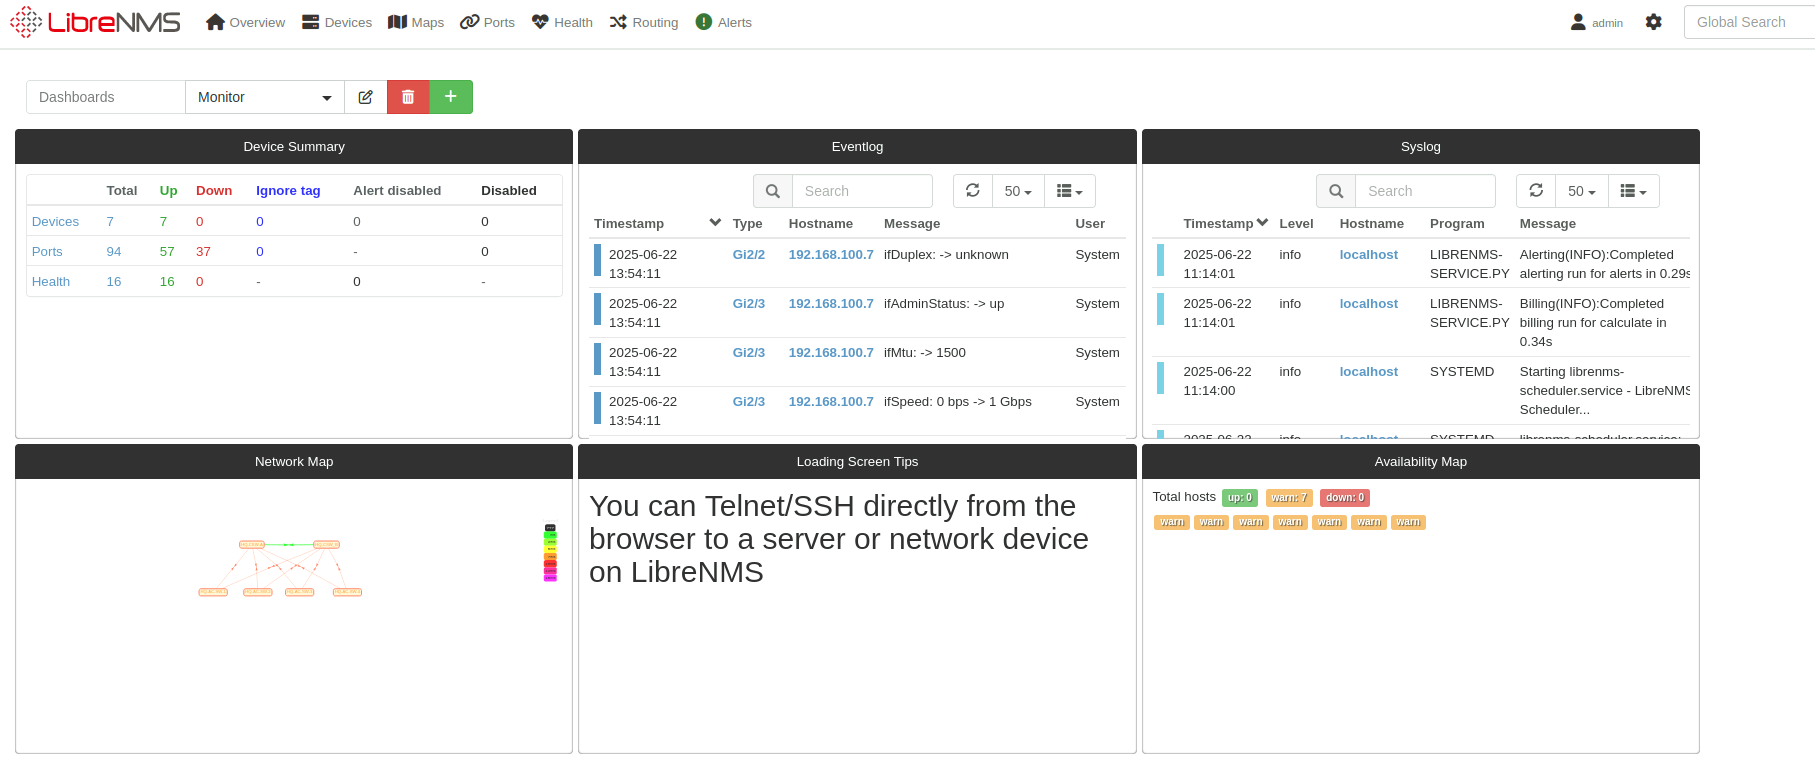 LibreNMS Overview Devices Maps Ports Health Routing Alerts admin Global Search
Dashboards Monitor
Device Summary
Total Up Down Ignore tag Alert disabled Disabled
Devices 7 7 0 0 0 0
Ports 94 57 37 0 - 0
Health 16 16 0 - 0 -
Eventlog
Search 50
Timestamp Type Hostname Message User
2025-06-22 Gi2/2 192.168.100.7 ifDuplex: -> unknown System
13:54:11
2025-06-22 Gi2/3 192.168.100.7 ifAdminStatus: -> up System
13:54:11
2025-06-22 Gi2/3 192.168.100.7 ifMtu: -> 1500 System
13:54:11
2025-06-22 Gi2/3 192.168.100.7 ifSpeed: 0 bps -> 1 Gbps System
13:54:11
Syslog
Search 50
Timestamp Level Hostname Program Message
2025-06-22 info localhost LIBRENMS- Alerting(INFO):Completed
11:14:01 SERVICE.PY alerting run for alerts in 0.29s
2025-06-22 info localhost LIBRENMS- Billing(INFO):Completed
11:14:01 SERVICE.PY billing run for calculate in
0.34s
2025-06-22 info localhost SYSTEMD Starting librenms-
11:14:00 scheduler.service - LibreNMS
Scheduler...
2025-06-22 info localhost SYSTEMD librenms-scheduler.service:
Network Map
Loading Screen Tips
You can Telnet/SSH directly from the
browser to a server or network device
on LibreNMS
Availability Map
Total hosts up: 0 warn: 7 down: 0
warn warn warn warn warn warn warn